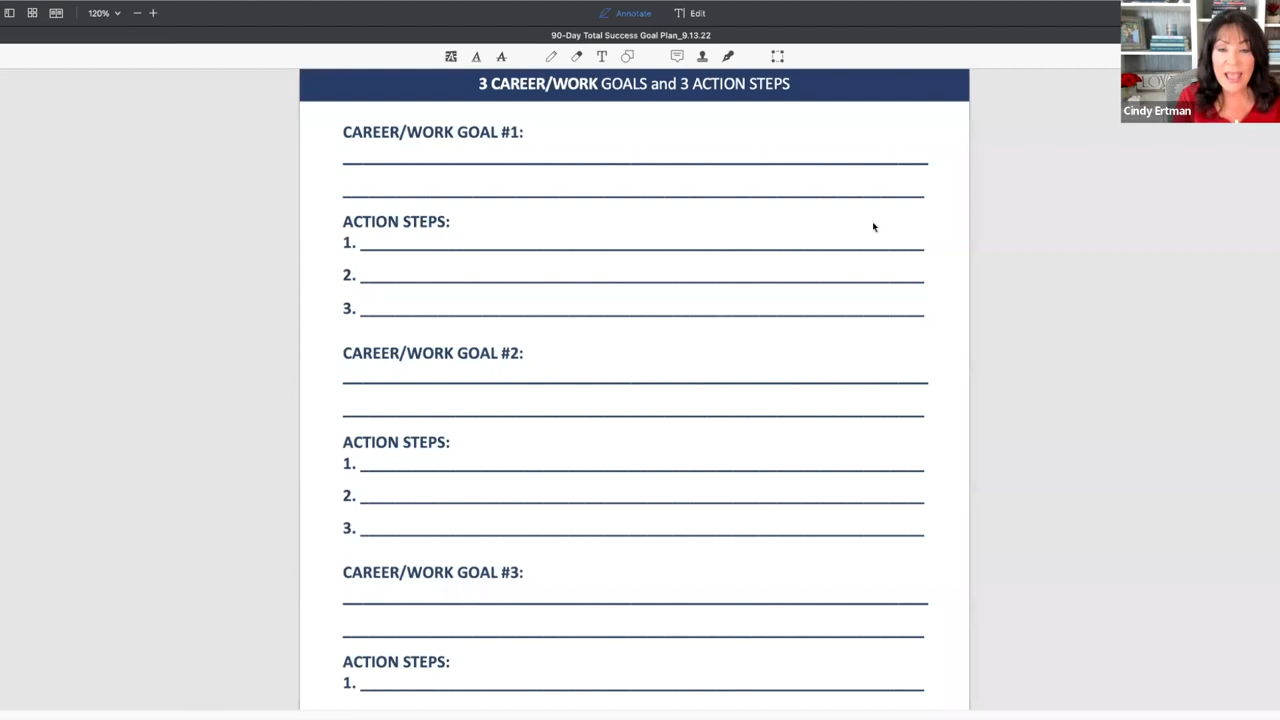 120%
Annotate
Edit
90-Day Total Success Goal Plan_9.13.22
Cindy Ertman
3 CAREER/WORK GOALS and 3 ACTION STEPS
CAREER/WORK GOAL #1:
ACTION STEPS:
1.
2.
3.
CAREER/WORK GOAL #2:
ACTION STEPS:
1.
2.
3.
CAREER/WORK GOAL #3:
ACTION STEPS:
1.